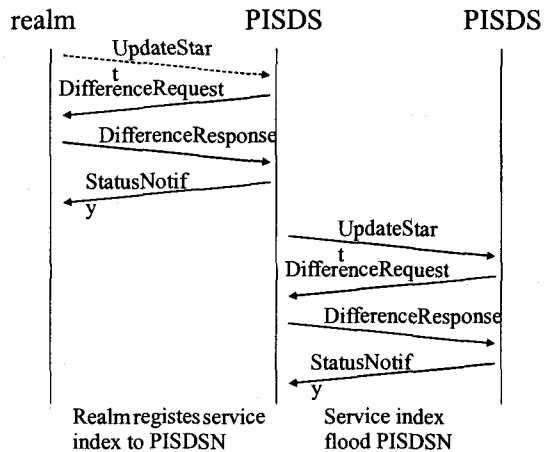 realm PISDS PISDS
UpdateStar
t
DifferenceRequest
DifferenceResponse
StatusNotif
y
UpdateStar
t
DifferenceRequest
DifferenceResponse
StatusNotif
y
Realm registes service
index to PISDSN
Service index
flood PISDSN